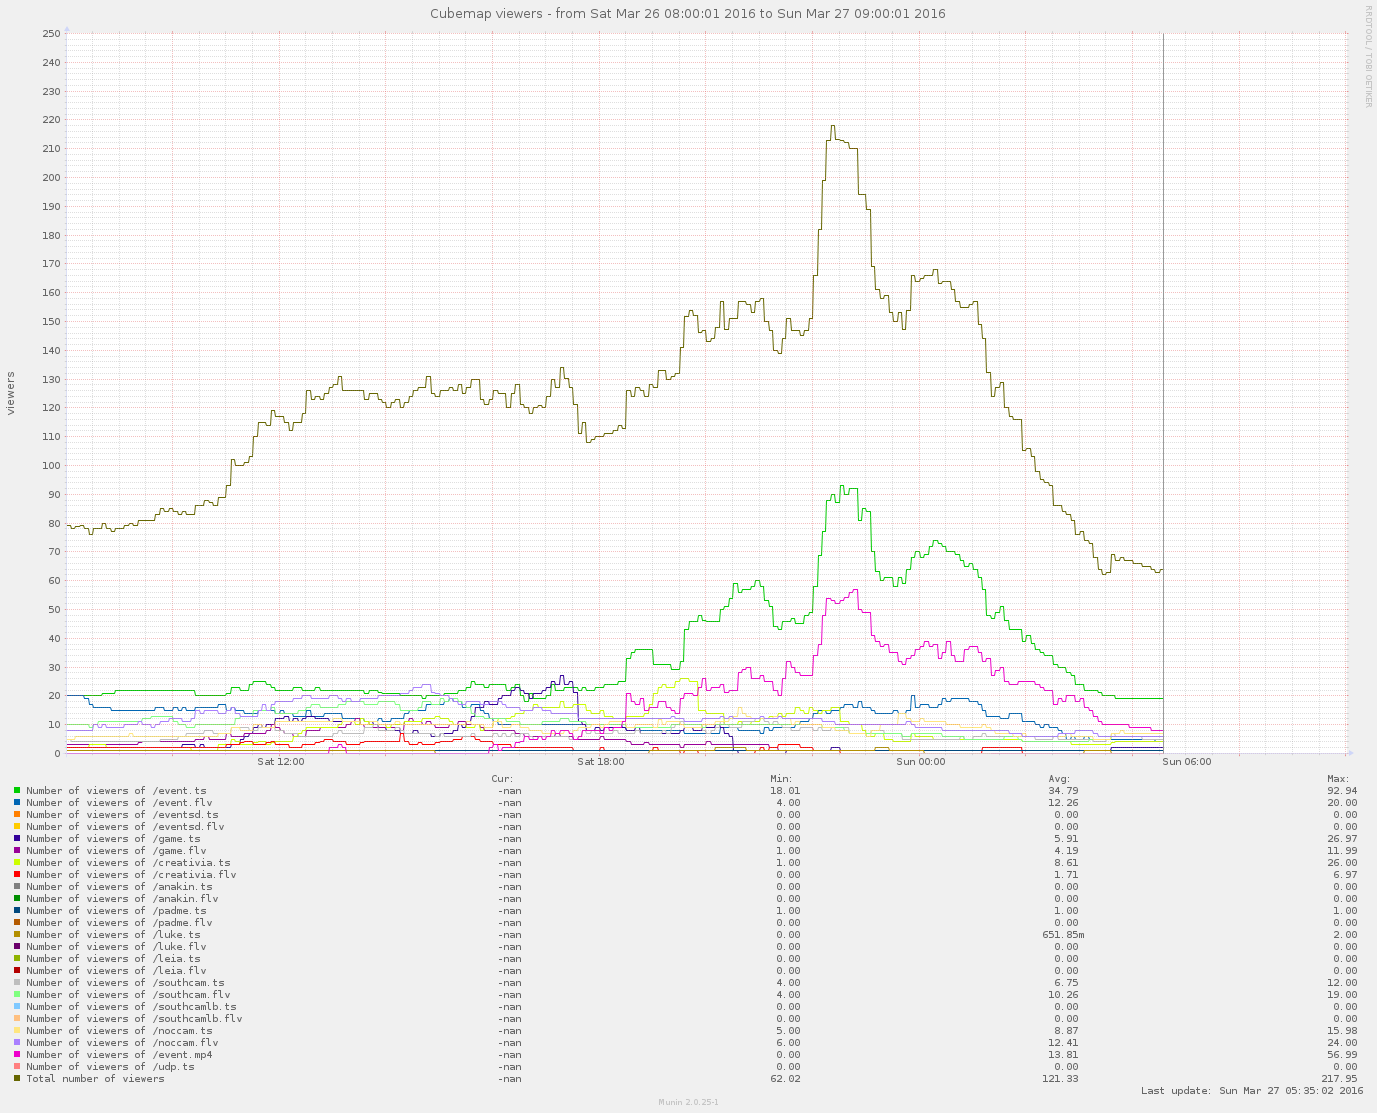 Cubemap viewers - from Sat Mar 26 08:00:01 2016 to Sun Mar 27 09:00:01 2016
RRDTOOL / TOBI OETIKER
viewers
250
240
230
220
210
200
190
180
170
160
150
140
130
120
110
100
90
80
70
60
50
40
30
20
10
0
Sat 12:00 Sat 18:00 Sun 00:00 Sun 06:00
Cur: Min: Avg: Max:
Number of viewers of /event.ts -nan 18.01 34.79 92.94
Number of viewers of /event.flv -nan 4.00 12.26 20.00
Number of viewers of /eventsd.ts -nan 0.00 0.00 0.00
Number of viewers of /eventsd.flv -nan 0.00 0.00 0.00
Number of viewers of /game.ts -nan 0.00 5.91 26.97
Number of viewers of /game.flv -nan 1.00 4.19 11.99
Number of viewers of /creativia.ts -nan 1.00 8.61 26.00
Number of viewers of /creativia.flv -nan 0.00 1.71 6.97
Number of viewers of /anakin.ts -nan 0.00 0.00 0.00
Number of viewers of /anakin.flv -nan 0.00 0.00 0.00
Number of viewers of /padme.ts -nan 1.00 1.00 1.00
Number of viewers of /padme.flv -nan 0.00 0.00 0.00
Number of viewers of /luke.ts -nan 0.00 651.85m 2.00
Number of viewers of /luke.flv -nan 0.00 0.00 0.00
Number of viewers of /leia.ts -nan 0.00 0.00 0.00
Number of viewers of /leia.flv -nan 0.00 0.00 0.00
Number of viewers of /southcam.ts -nan 4.00 6.75 12.00
Number of viewers of /southcam.flv -nan 4.00 10.26 19.00
Number of viewers of /southcamlb.ts -nan 0.00 0.00 0.00
Number of viewers of /southcamlb.flv -nan 0.00 0.00 0.00
Number of viewers of /noccam.ts -nan 5.00 8.87 15.98
Number of viewers of /noccam.flv -nan 6.00 12.41 24.00
Number of viewers of /event.mp4 -nan 0.00 13.81 56.99
Number of viewers of /udp.ts -nan 0.00 0.00 0.00
Total number of viewers -nan 62.02 121.33 217.95
Last update: Sun Mar 27 05:35:02 2016
Munin 2.0.25-1